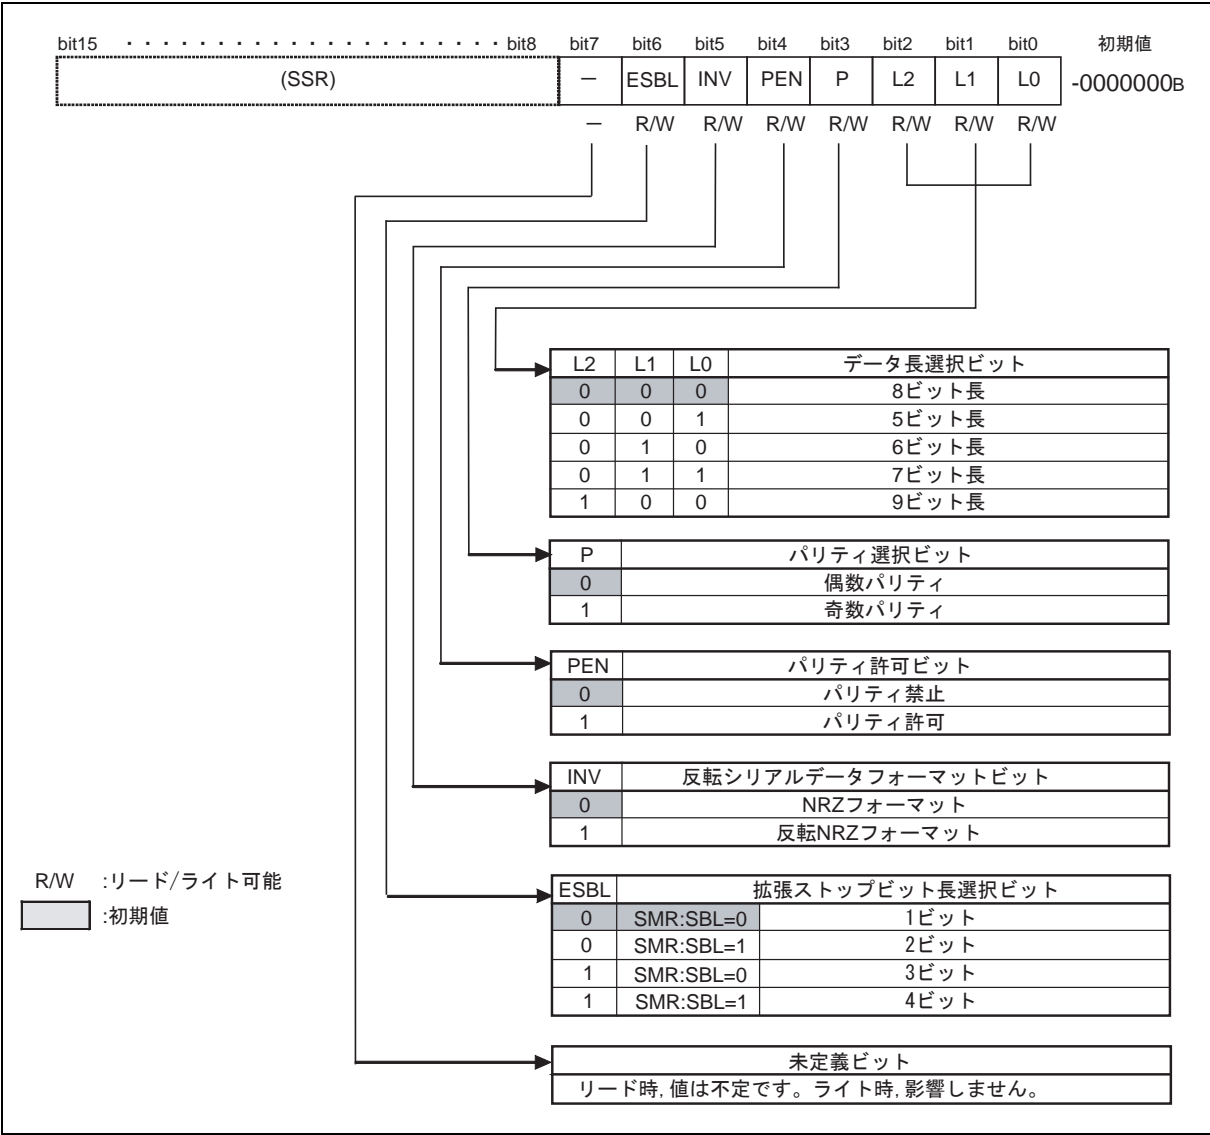 bit15 ・・・・・・・・・・・・・・・・・・・・・ bit8 bit7 bit6 bit5 bit4 bit3 bit2 bit1 bit0 初期値
(SSR) － ESBL INV PEN P L2 L1 L0 -0000000B
－ R/W R/W R/W R/W R/W R/W R/W
L2 L1 L0 データ長選択ビット
0 0 0 8ビット長
0 0 1 5ビット長
0 1 0 6ビット長
0 1 1 7ビット長
1 0 0 9ビット長
P パリティ選択ビット
0 偶数パリティ
1 奇数パリティ
PEN パリティ許可ビット
0 パリティ禁止
1 パリティ許可
INV 反転シリアルデータフォーマットビット
0 NRZフォーマット
1 反転NRZフォーマット
R/W :リード/ライト可能
:初期値
ESBL 拡張ストップビット長選択ビット
0 SMR:SBL=0 1ビット
0 SMR:SBL=1 2ビット
1 SMR:SBL=0 3ビット
1 SMR:SBL=1 4ビット
未定義ビット
リード時,値は不定です。ライト時,影響しません。